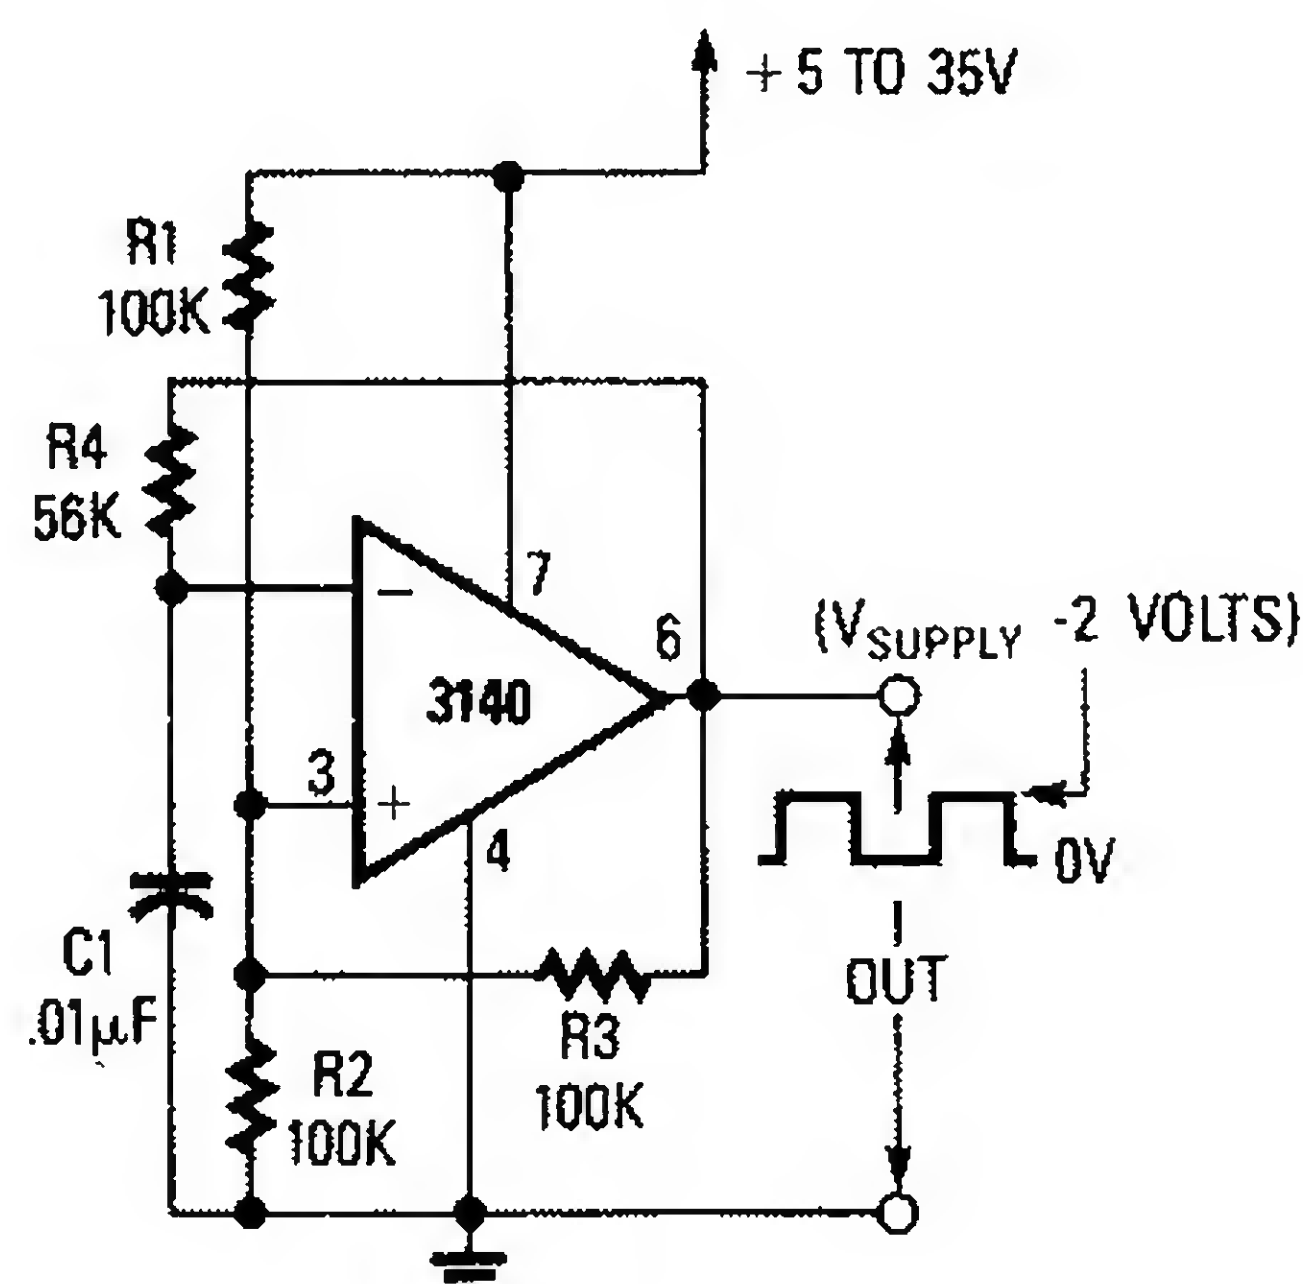 + 5 TO 35V
R1
100K
R4
56K
7
6
(VSUPPLY -2 VOLTS)
−
3140
3
+
4
0V
C1
.01μF
OUT
R3
100K
R2
100K